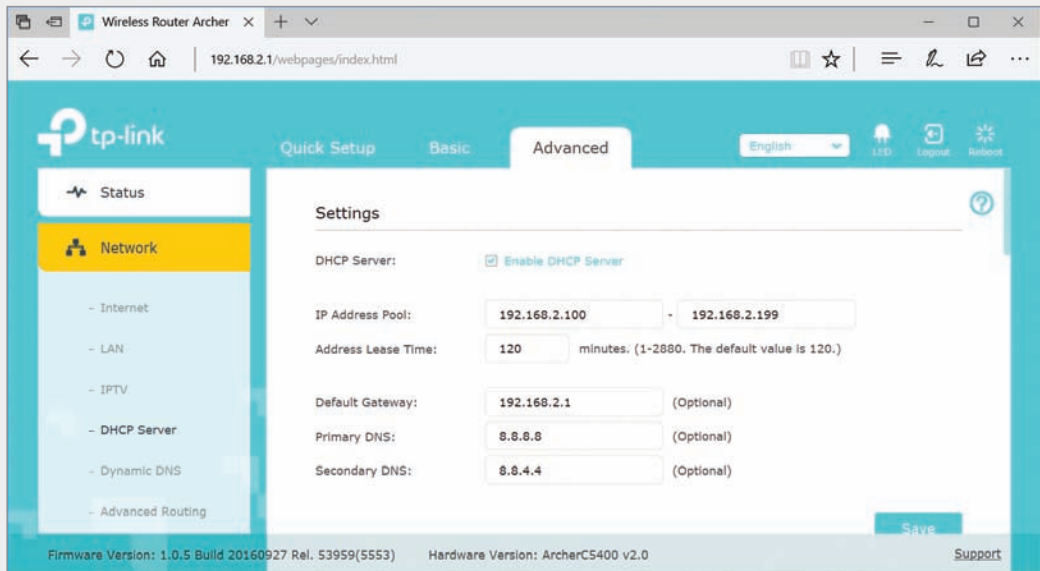 Wireless Router Archer
192.168.2.1/webpages/index.html
tp-link
Quick Setup
Basic
Advanced
English
LED
Logout
Reboot
Status
Network
- Internet
- LAN
- IPTV
- DHCP Server
- Dynamic DNS
- Advanced Routing
Settings
DHCP Server: Enable DHCP Server
IP Address Pool: 192.168.2.100 - 192.168.2.199
Address Lease Time: 120 minutes. (1-2880. The default value is 120.)
Default Gateway: 192.168.2.1 (Optional)
Primary DNS: 8.8.8.8 (Optional)
Secondary DNS: 8.8.4.4 (Optional)
Save
Firmware Version: 1.0.5 Build 20160927 Rel. 53959(5553) Hardware Version: ArcherC5400 v2.0 Support